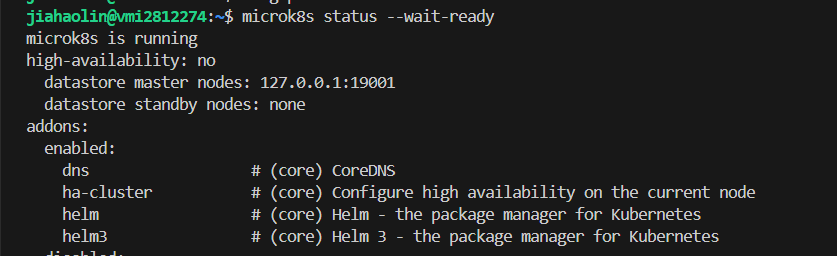 jiahaolin@vmi2812274:~$ microk8s status --wait-ready
microk8s is running
high-availability: no
  datastore master nodes: 127.0.0.1:19001
  datastore standby nodes: none
addons:
  enabled:
    dns                  # (core) CoreDNS
    ha-cluster           # (core) Configure high availability on the current node
    helm                 # (core) Helm - the package manager for Kubernetes
    helm3                # (core) Helm 3 - the package manager for Kubernetes
  disabled: